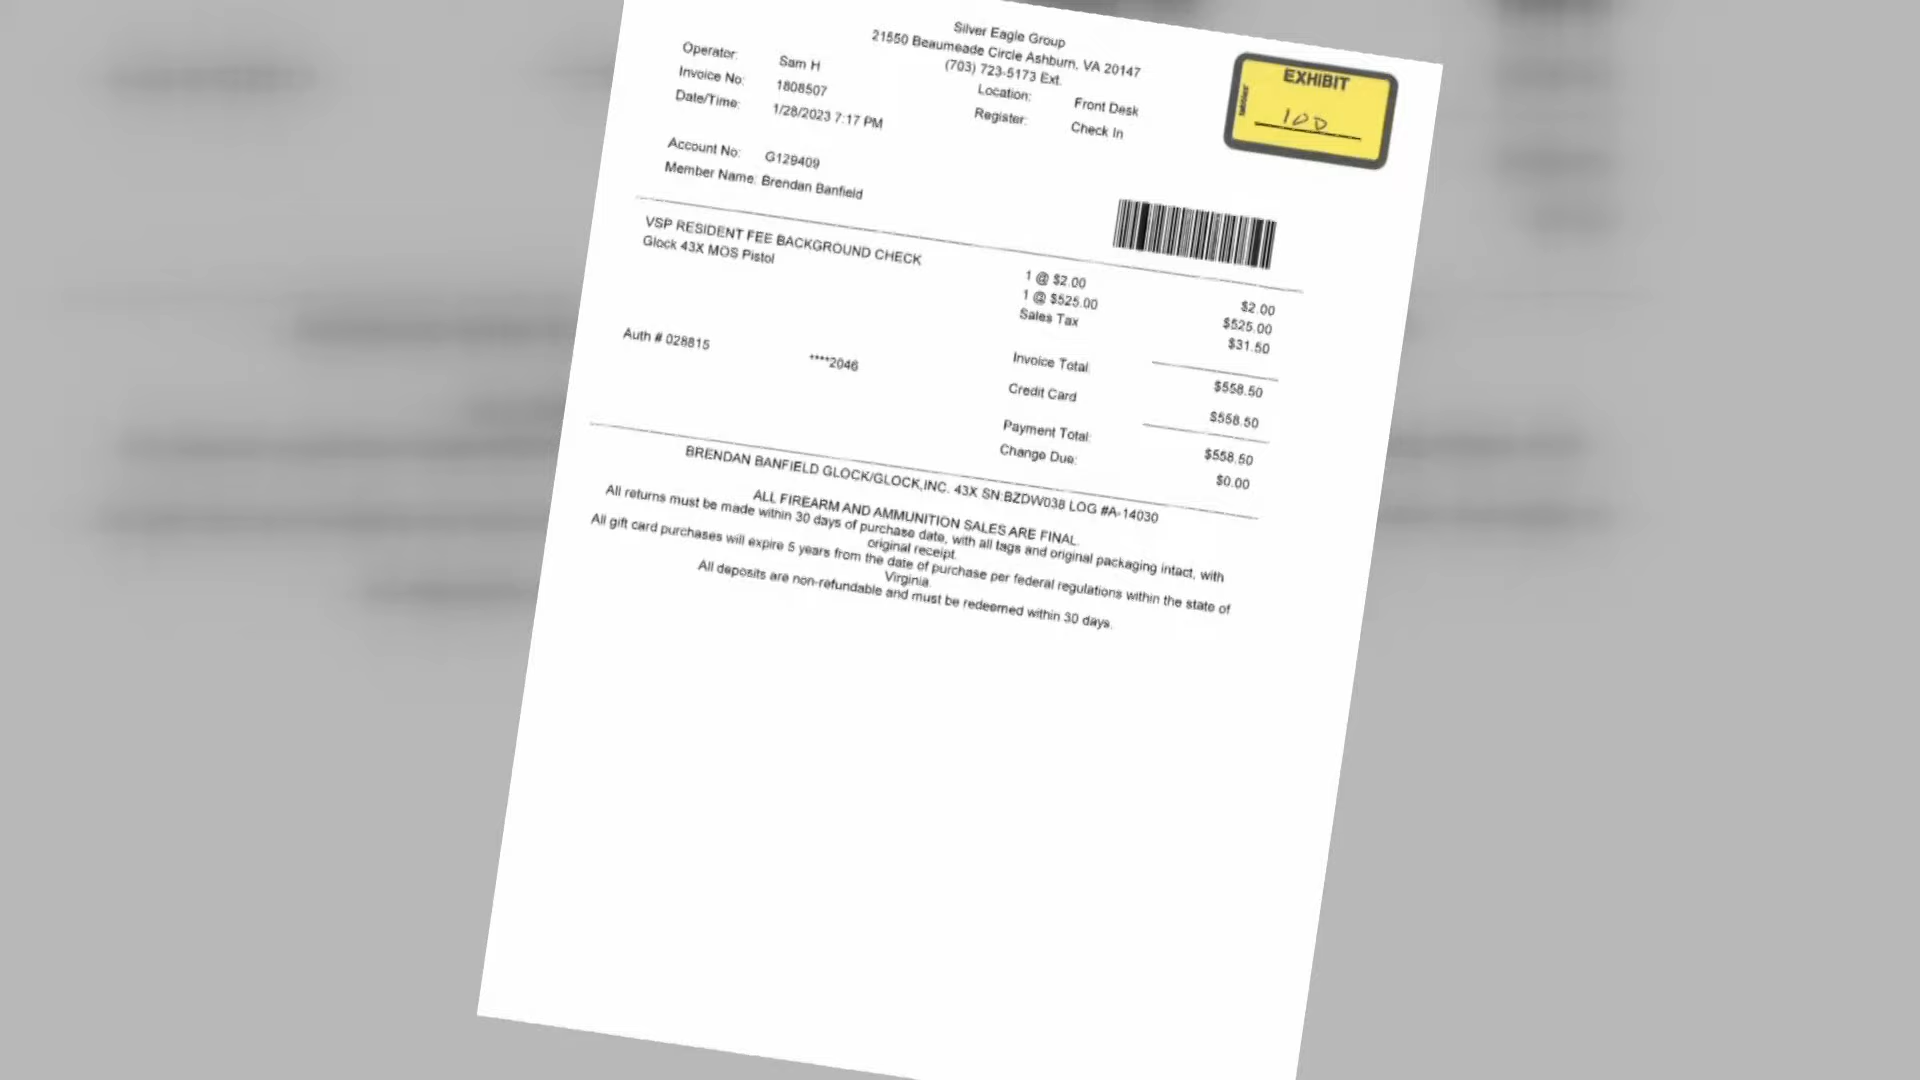 Silver Eagle Group
21550 Beaumeade Circle Ashburn, VA 20147
(703) 723-5173 Ext.
Operator: Sam H
Invoice No: 1808507
Date/Time: 1/28/2023 7:17 PM
Location: Front Desk
Register: Check In
EXHIBIT
100
Account No: G129409
Member Name: Brendan Banfield
VSP RESIDENT FEE BACKGROUND CHECK 1 @ $2.00 $2.00
Glock 43X MOS Pistol 1 @ $525.00 $525.00
Sales Tax $31.50
Invoice Total: $558.50
Auth # 028815 ****2046 Credit Card $558.50
Payment Total: $558.50
Change Due: $0.00
BRENDAN BANFIELD GLOCK/GLOCK,INC. 43X SN:BZDW038 LOG #A-14030
ALL FIREARM AND AMMUNITION SALES ARE FINAL.
All returns must be made within 30 days of purchase date, with all tags and original packaging intact, with
original receipt.
All gift card purchases will expire 5 years from the date of purchase per federal regulations within the state of
Virginia.
All deposits are non-refundable and must be redeemed within 30 days.